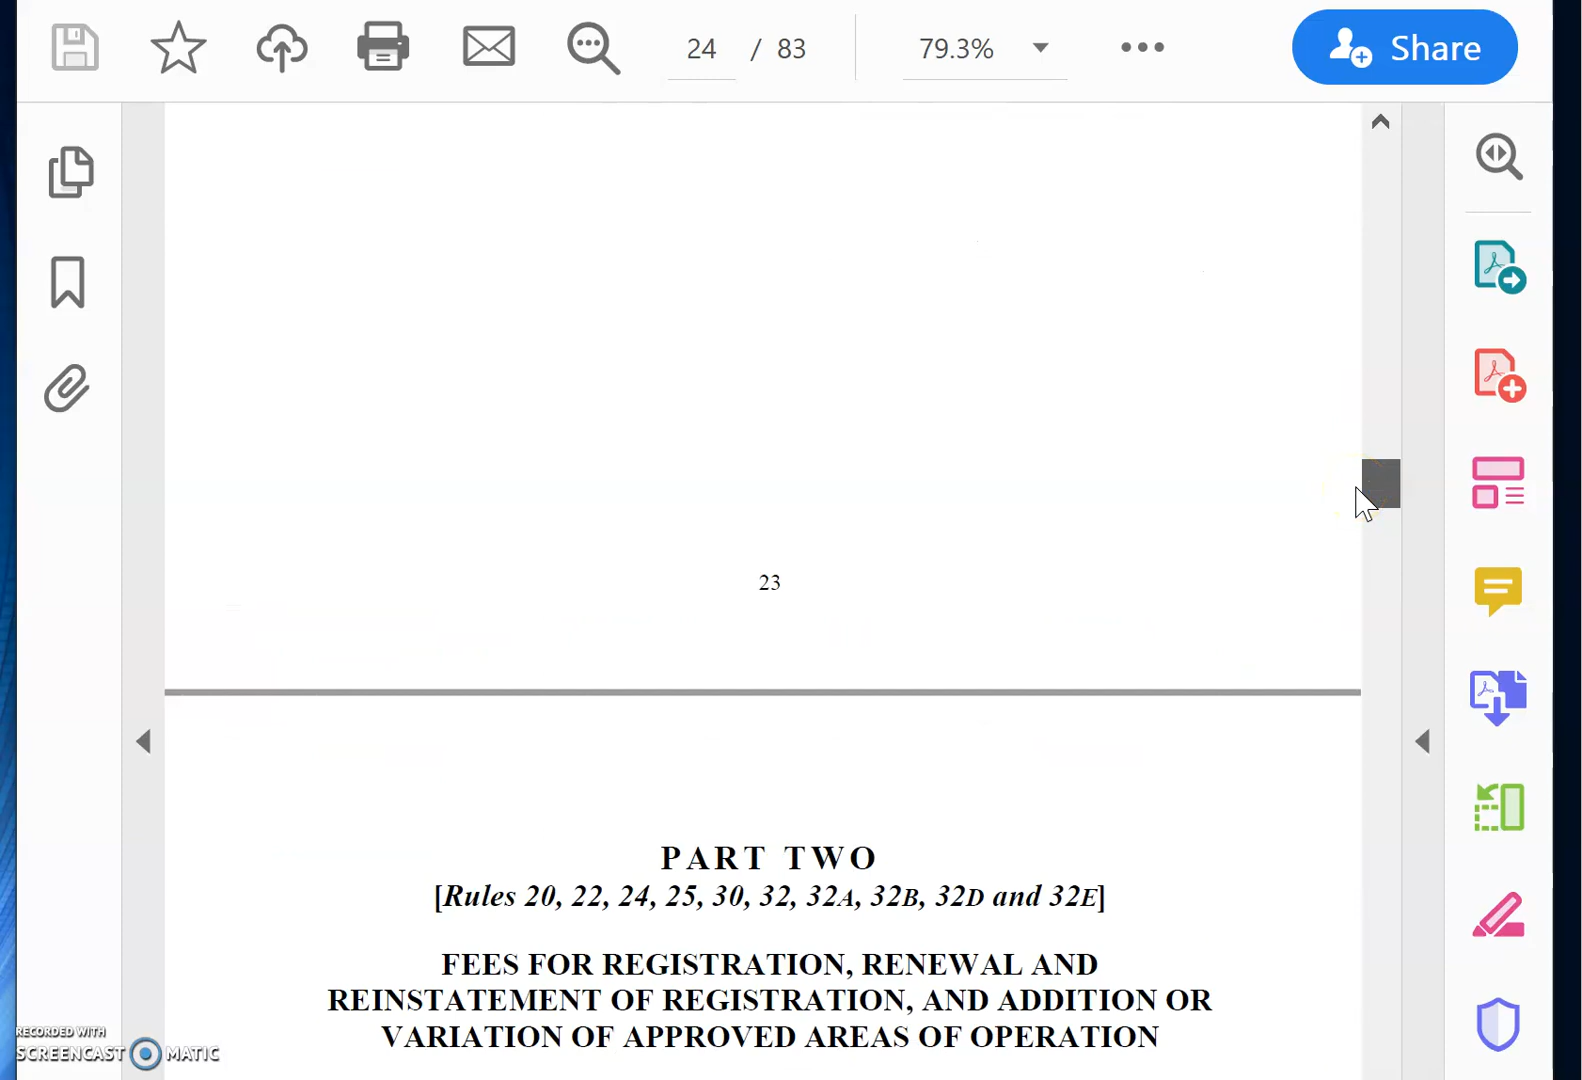 24 / 83
79.3%
Share
23
PART TWO
[Rules 20, 22, 24, 25, 30, 32, 32A, 32B, 32D and 32E]
FEES FOR REGISTRATION, RENEWAL AND
REINSTATEMENT OF REGISTRATION, AND ADDITION OR
VARIATION OF APPROVED AREAS OF OPERATION
RECORDED WITH
SCREENCAST MATIC